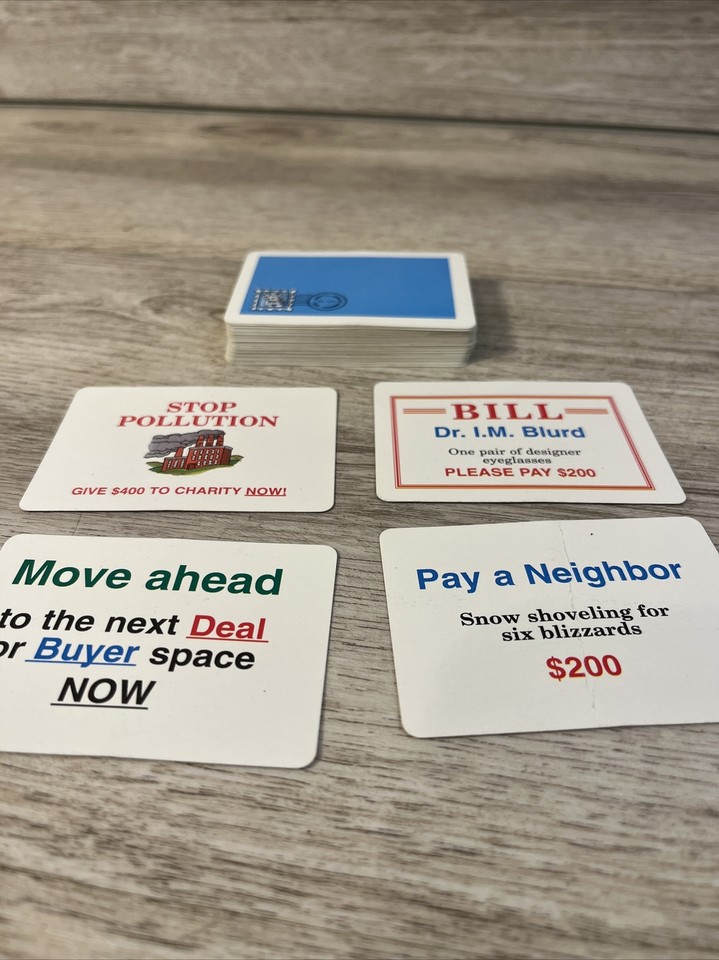 STOP
POLLUTION
GIVE $400 TO CHARITY NOW!
BILL
Dr. I.M. Blurd
One pair of designer
eyeglasses
PLEASE PAY $200
Move ahead
to the next Deal
or Buyer space
NOW
Pay a Neighbor
Snow shoveling for
six blizzards
$200